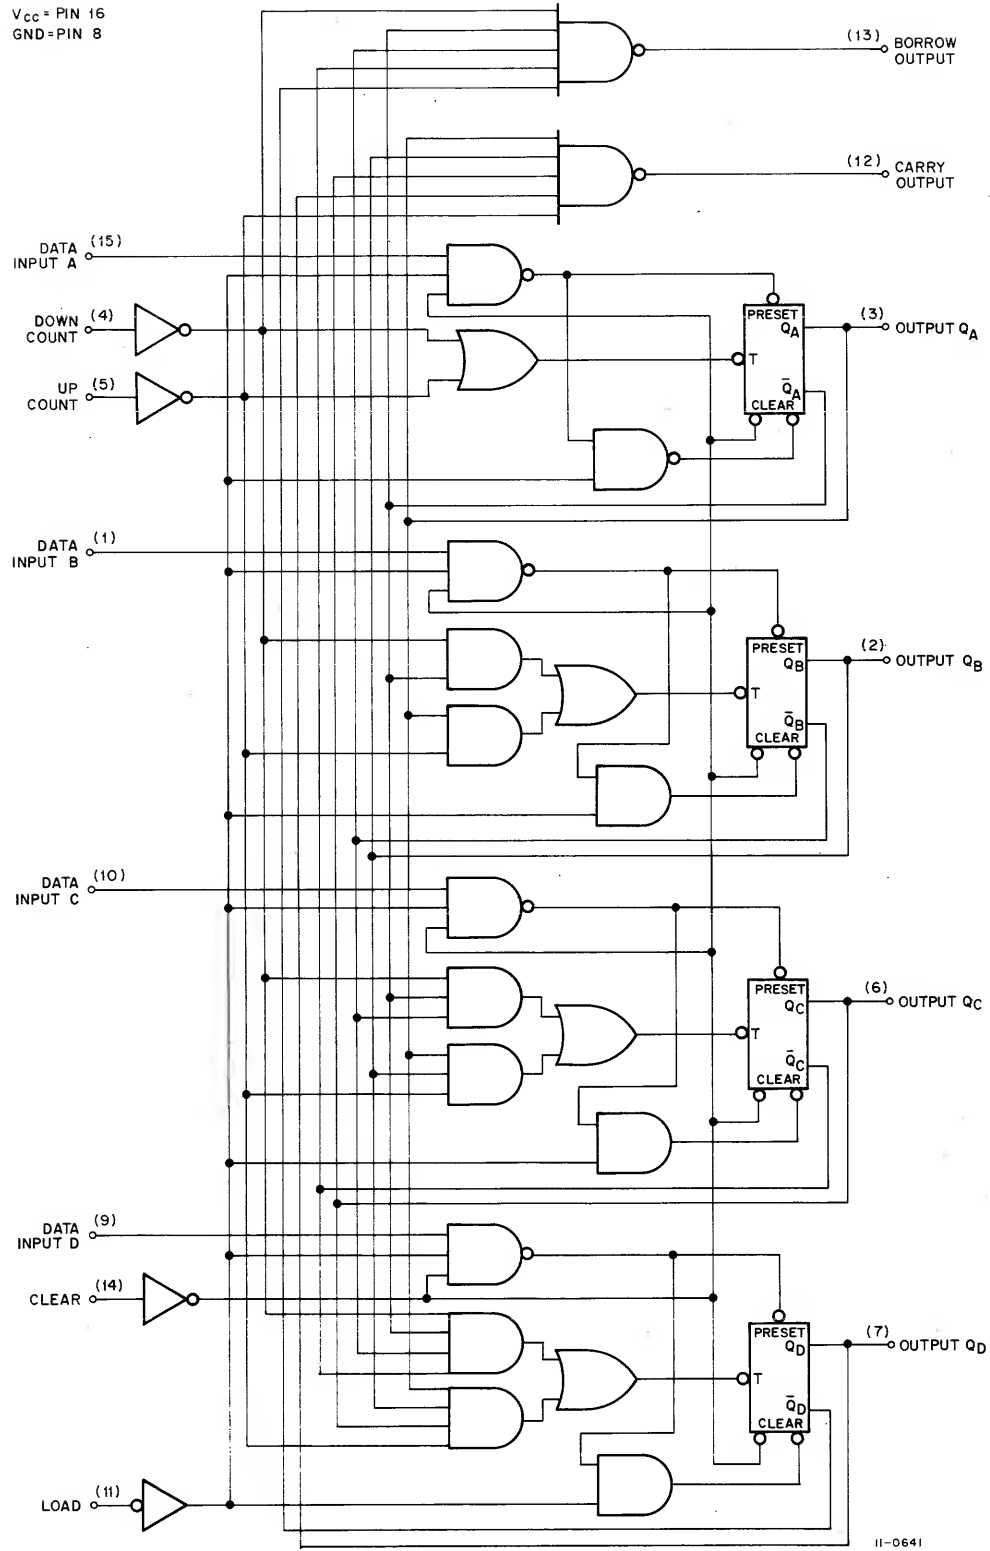 VCC = PIN 16
GND = PIN 8
(13) BORROW
OUTPUT
(12) CARRY
OUTPUT
DATA (15)
INPUT A
DOWN (4)
COUNT
UP (5)
COUNT
PRESET
QA
T
Q̅A
CLEAR
(3) OUTPUT QA
DATA (1)
INPUT B
PRESET
QB
T
Q̅B
CLEAR
(2) OUTPUT QB
DATA (10)
INPUT C
PRESET
QC
T
Q̅C
CLEAR
(6) OUTPUT QC
DATA (9)
INPUT D
CLEAR (14)
PRESET
QD
T
Q̅D
CLEAR
(7) OUTPUT QD
LOAD (11)
11-0641